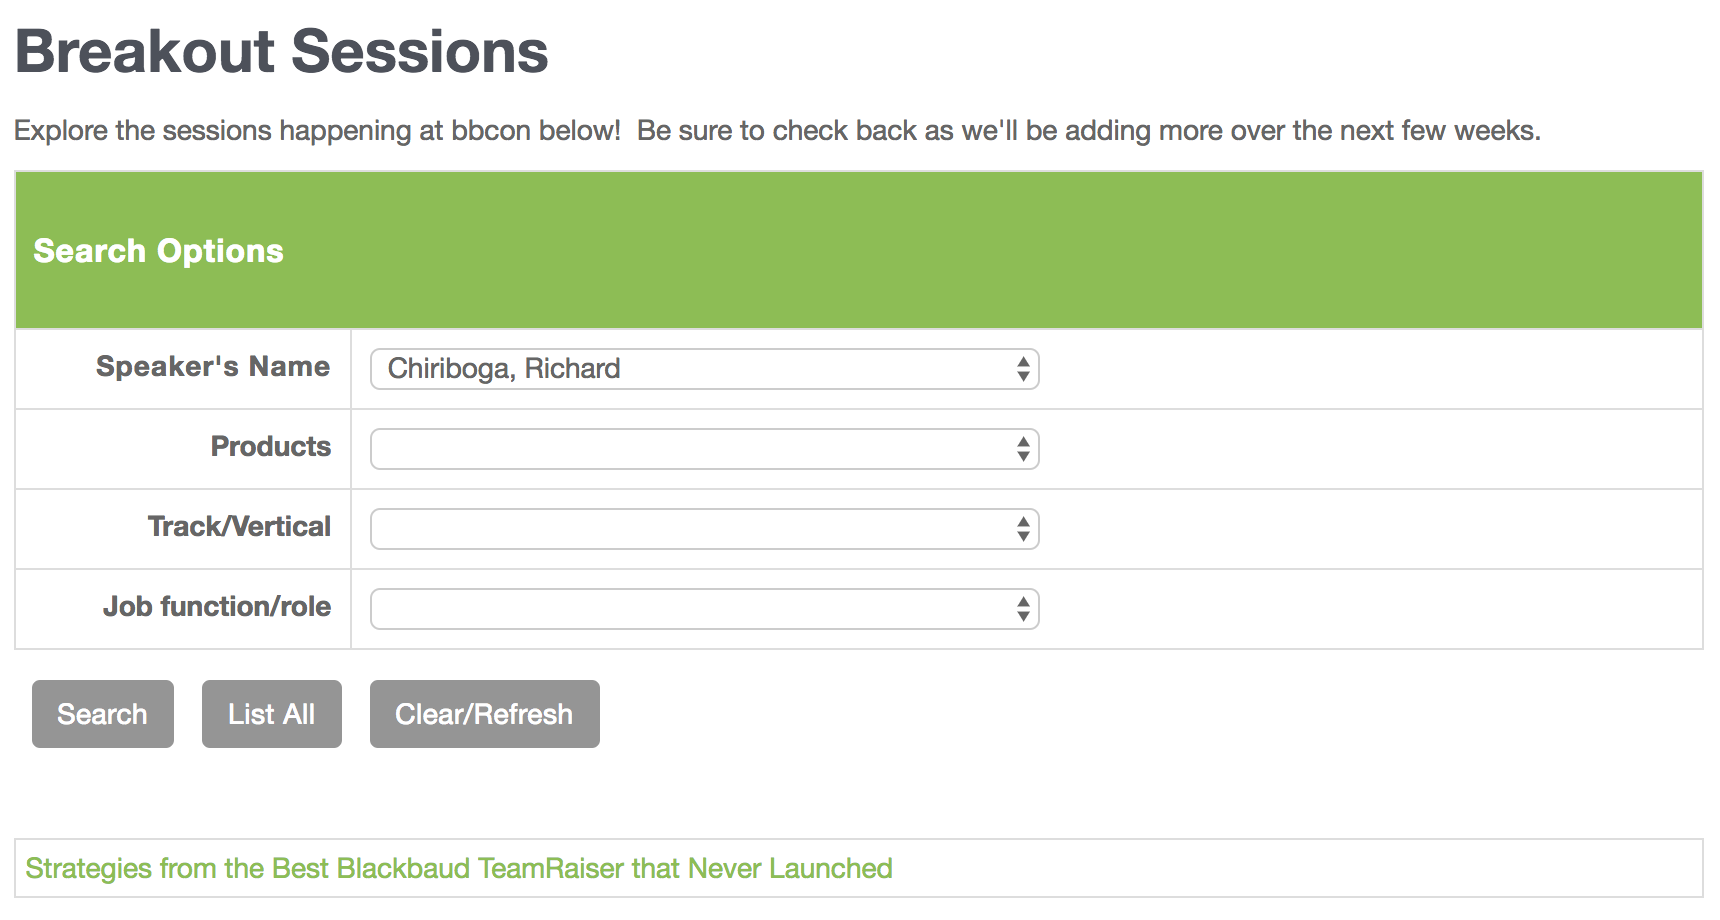 Breakout Sessions
Explore the sessions happening at bbcon below!  Be sure to check back as we'll be adding more over the next few weeks.
Search Options
Speaker's Name Chiriboga, Richard
Products
Track/Vertical
Job function/role
Search List All Clear/Refresh
Strategies from the Best Blackbaud TeamRaiser that Never Launched